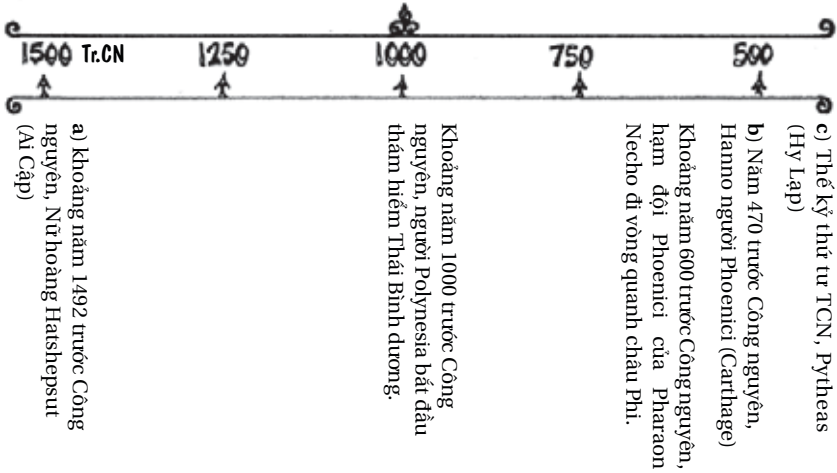 1500 Tr.CN 1250 1000 750 500
a) khoảng năm 1492 trước Công
nguyên, Nữ hoàng Hatshepsut
(Ai Cập)
Khoảng năm 1000 trước Công
nguyên, người Polynesia bắt đầu
thám hiểm Thái Bình dương.
Khoảng năm 600 trước Công nguyên,
hạm đội Phoenici của Pharaon
Necho đi vòng quanh châu Phi.
b) Năm 470 trước Công nguyên,
Hanno người Phoenici (Carthage)
c) Thế kỷ thứ tư TCN, Pytheas
(Hy Lạp)